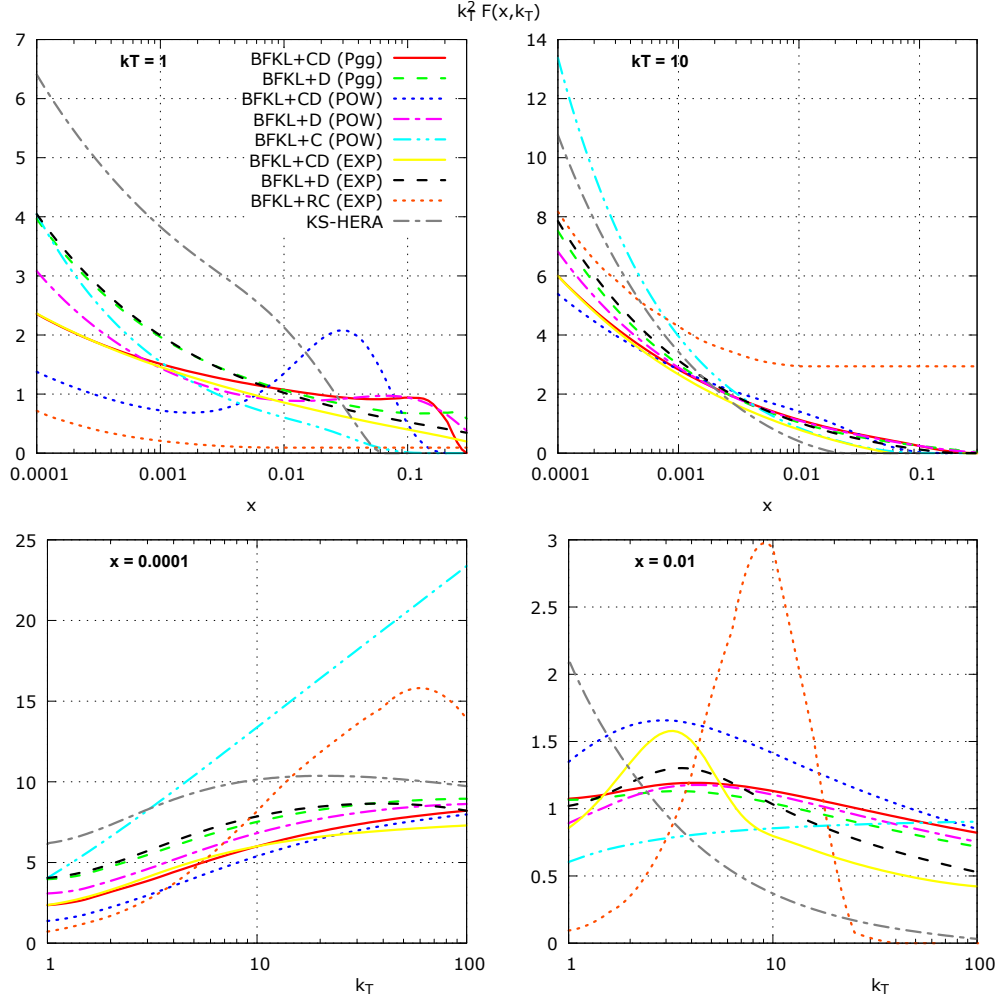 k_T^2 F(x,k_T)
kT = 1
BFKL+CD (Pgg)
BFKL+D (Pgg)
BFKL+CD (POW)
BFKL+D (POW)
BFKL+C (POW)
BFKL+CD (EXP)
BFKL+D (EXP)
BFKL+RC (EXP)
KS-HERA
7
6
5
4
3
2
1
0
0.0001 0.001 0.01 0.1
x
kT = 10
14
12
10
8
6
4
2
0
0.0001 0.001 0.01 0.1
x
x = 0.0001
25
20
15
10
5
0
1 10 100
k_T
x = 0.01
3
2.5
2
1.5
1
0.5
0
1 10 100
k_T